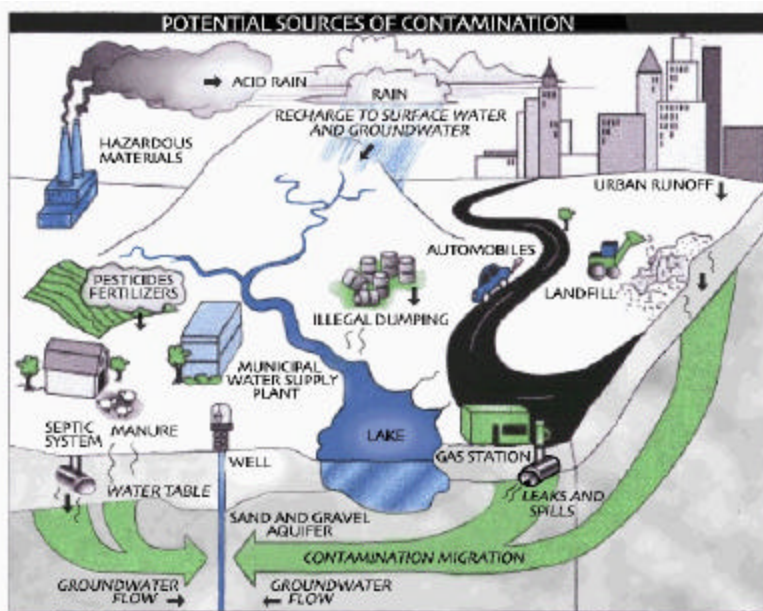 POTENTIAL SOURCES OF CONTAMINATION
ACID RAIN
RAIN
RECHARGE TO SURFACE WATER
AND GROUNDWATER
HAZARDOUS
MATERIALS
URBAN RUNOFF
AUTOMOBILES
PESTICIDES
FERTILIZERS
LANDFILL
ILLEGAL DUMPING
MUNICIPAL
WATER SUPPLY
PLANT
SEPTIC
SYSTEM
MANURE
LAKE
WELL
GAS STATION
WATER TABLE
LEAKS AND
SPILLS
SAND AND GRAVEL
AQUIFER
CONTAMINATION MIGRATION
GROUNDWATER
FLOW
GROUNDWATER
FLOW